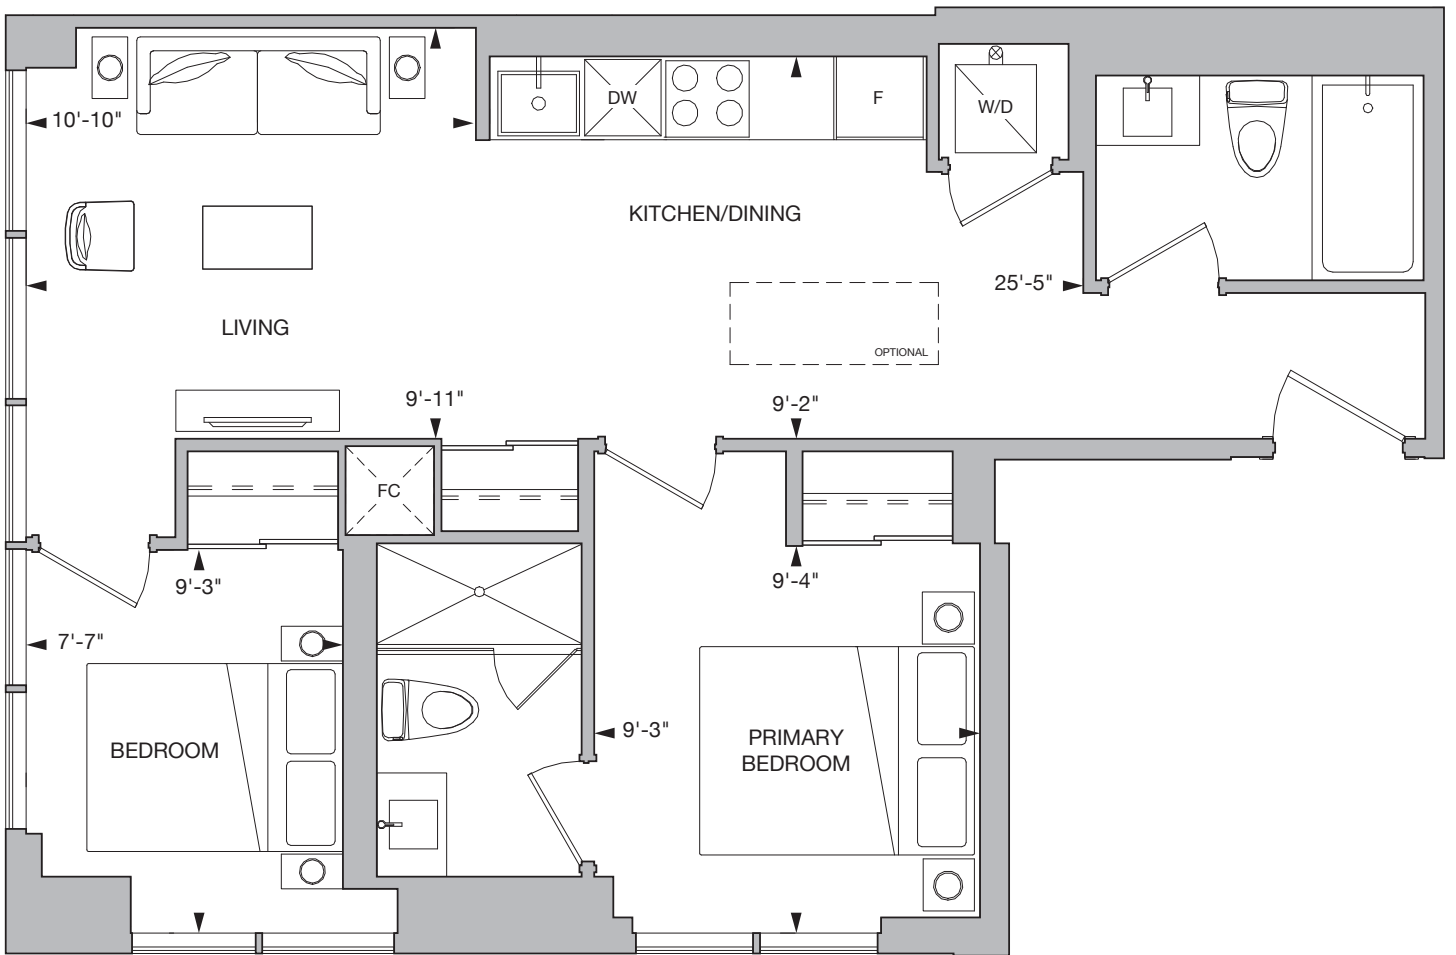 10'-10"
DW
F
W/D
KITCHEN/DINING
25'-5"
LIVING
OPTIONAL
9'-11"
9'-2"
FC
9'-3"
9'-4"
7'-7"
9'-3"
BEDROOM
PRIMARY
BEDROOM